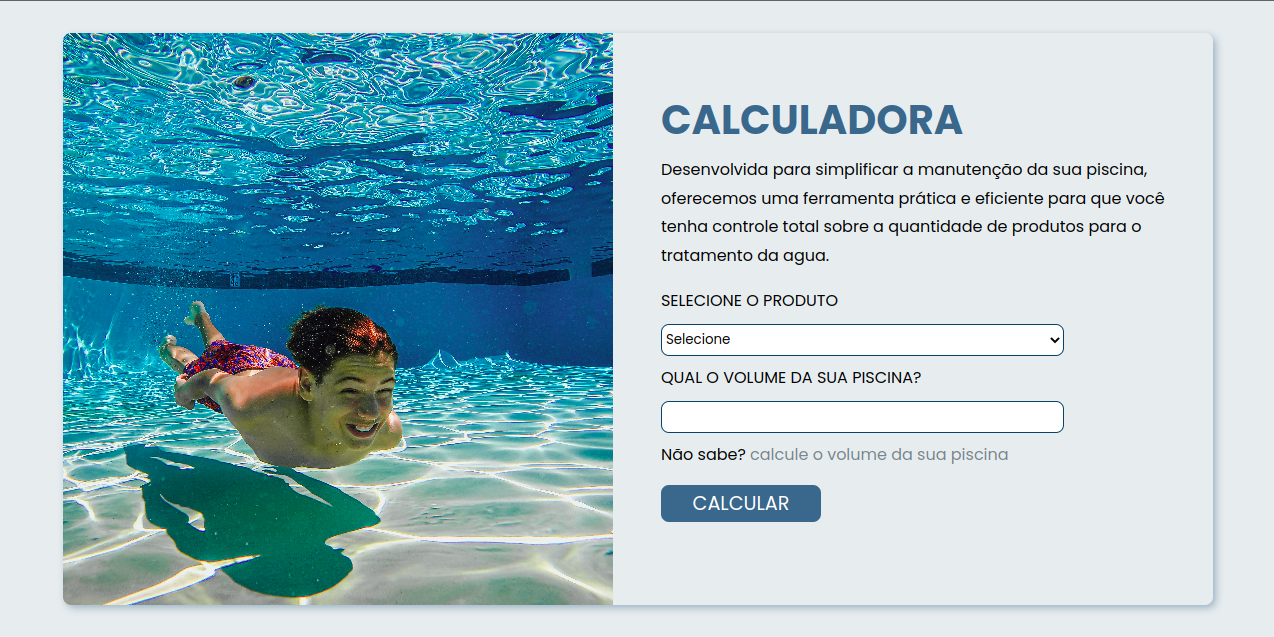 CALCULADORA
Desenvolvida para simplificar a manutenção da sua piscina,
oferecemos uma ferramenta prática e eficiente para que você
tenha controle total sobre a quantidade de produtos para o
tratamento da agua.
SELECIONE O PRODUTO
Selecione
QUAL O VOLUME DA SUA PISCINA?
Não sabe? calcule o volume da sua piscina
CALCULAR